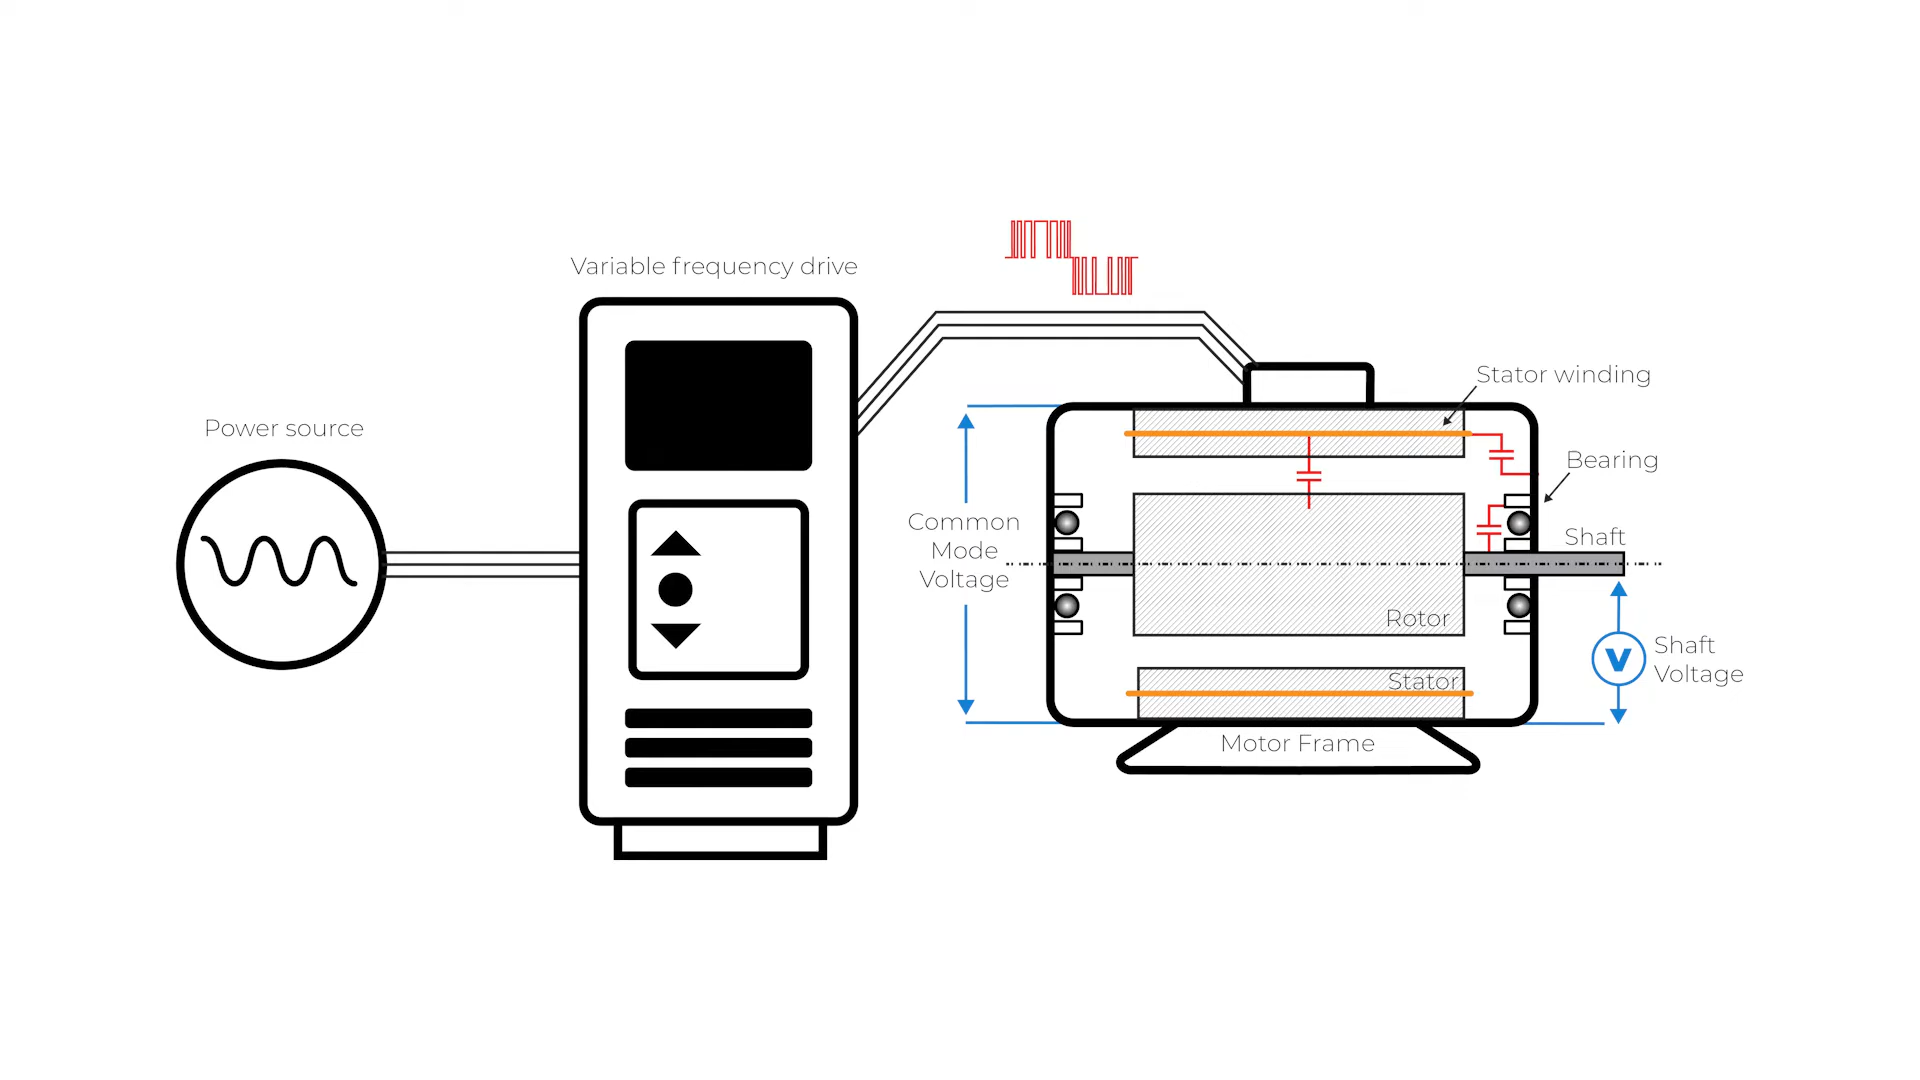 Variable frequency drive
Power source
Stator winding
Bearing
Common
Mode
Voltage
Shaft
Rotor
Shaft
Voltage
V
Stator
Motor Frame